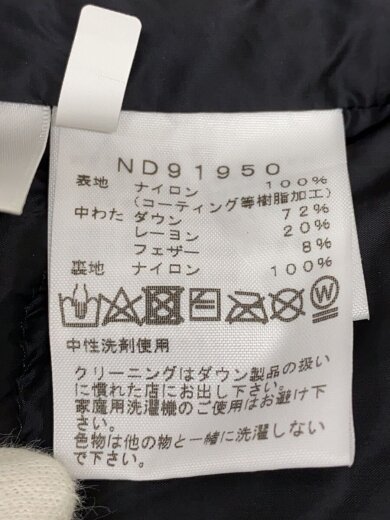 ND91950
表地 ナイロン 100%
(コーティング等樹脂加工)
中わた ダウン 72%
レーヨン 20%
フェザー 8%
裏地 ナイロン 100%
W
中性洗剤使用
クリーニングはダウン製品の扱い
に慣れた店にお出し下さい。
家庭用洗濯機のご使用はお避け下
さい。
色物は他の物と一緒に洗濯しない
で下さい。